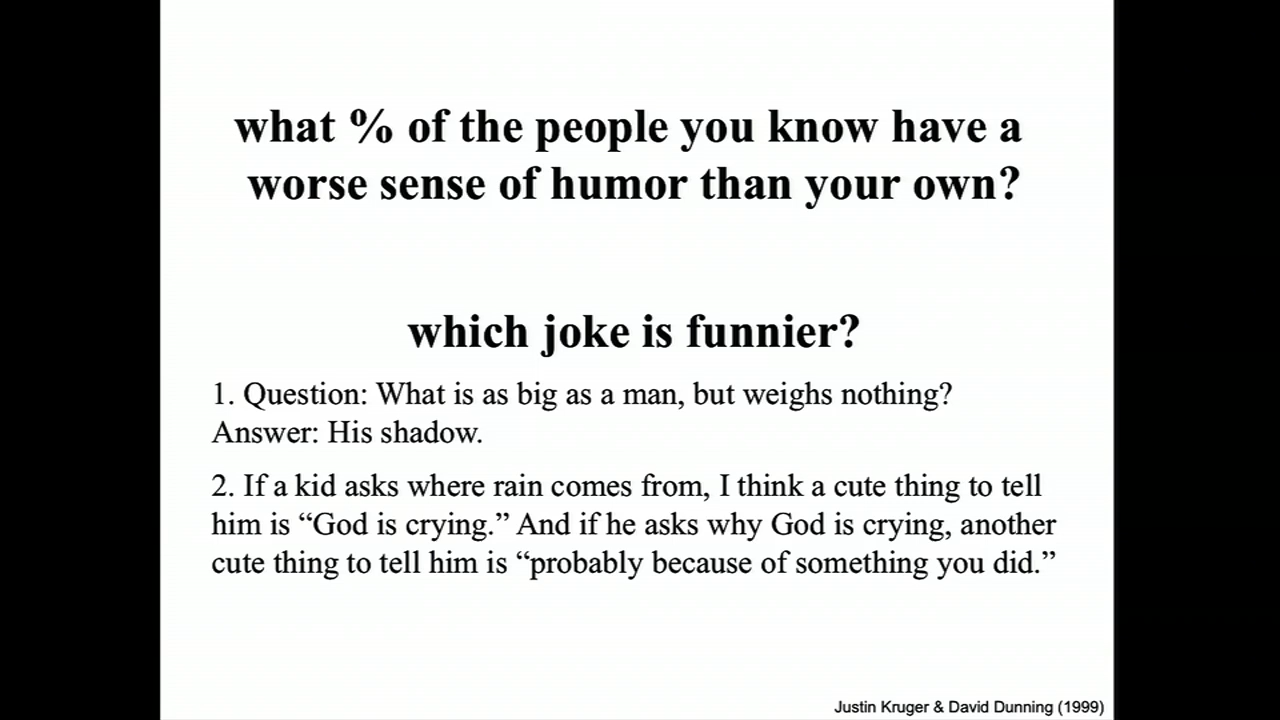 what % of the people you know have a
worse sense of humor than your own?
which joke is funnier?
1. Question: What is as big as a man, but weighs nothing?
Answer: His shadow.
2. If a kid asks where rain comes from, I think a cute thing to tell
him is “God is crying.” And if he asks why God is crying, another
cute thing to tell him is “probably because of something you did.”
Justin Kruger & David Dunning (1999)